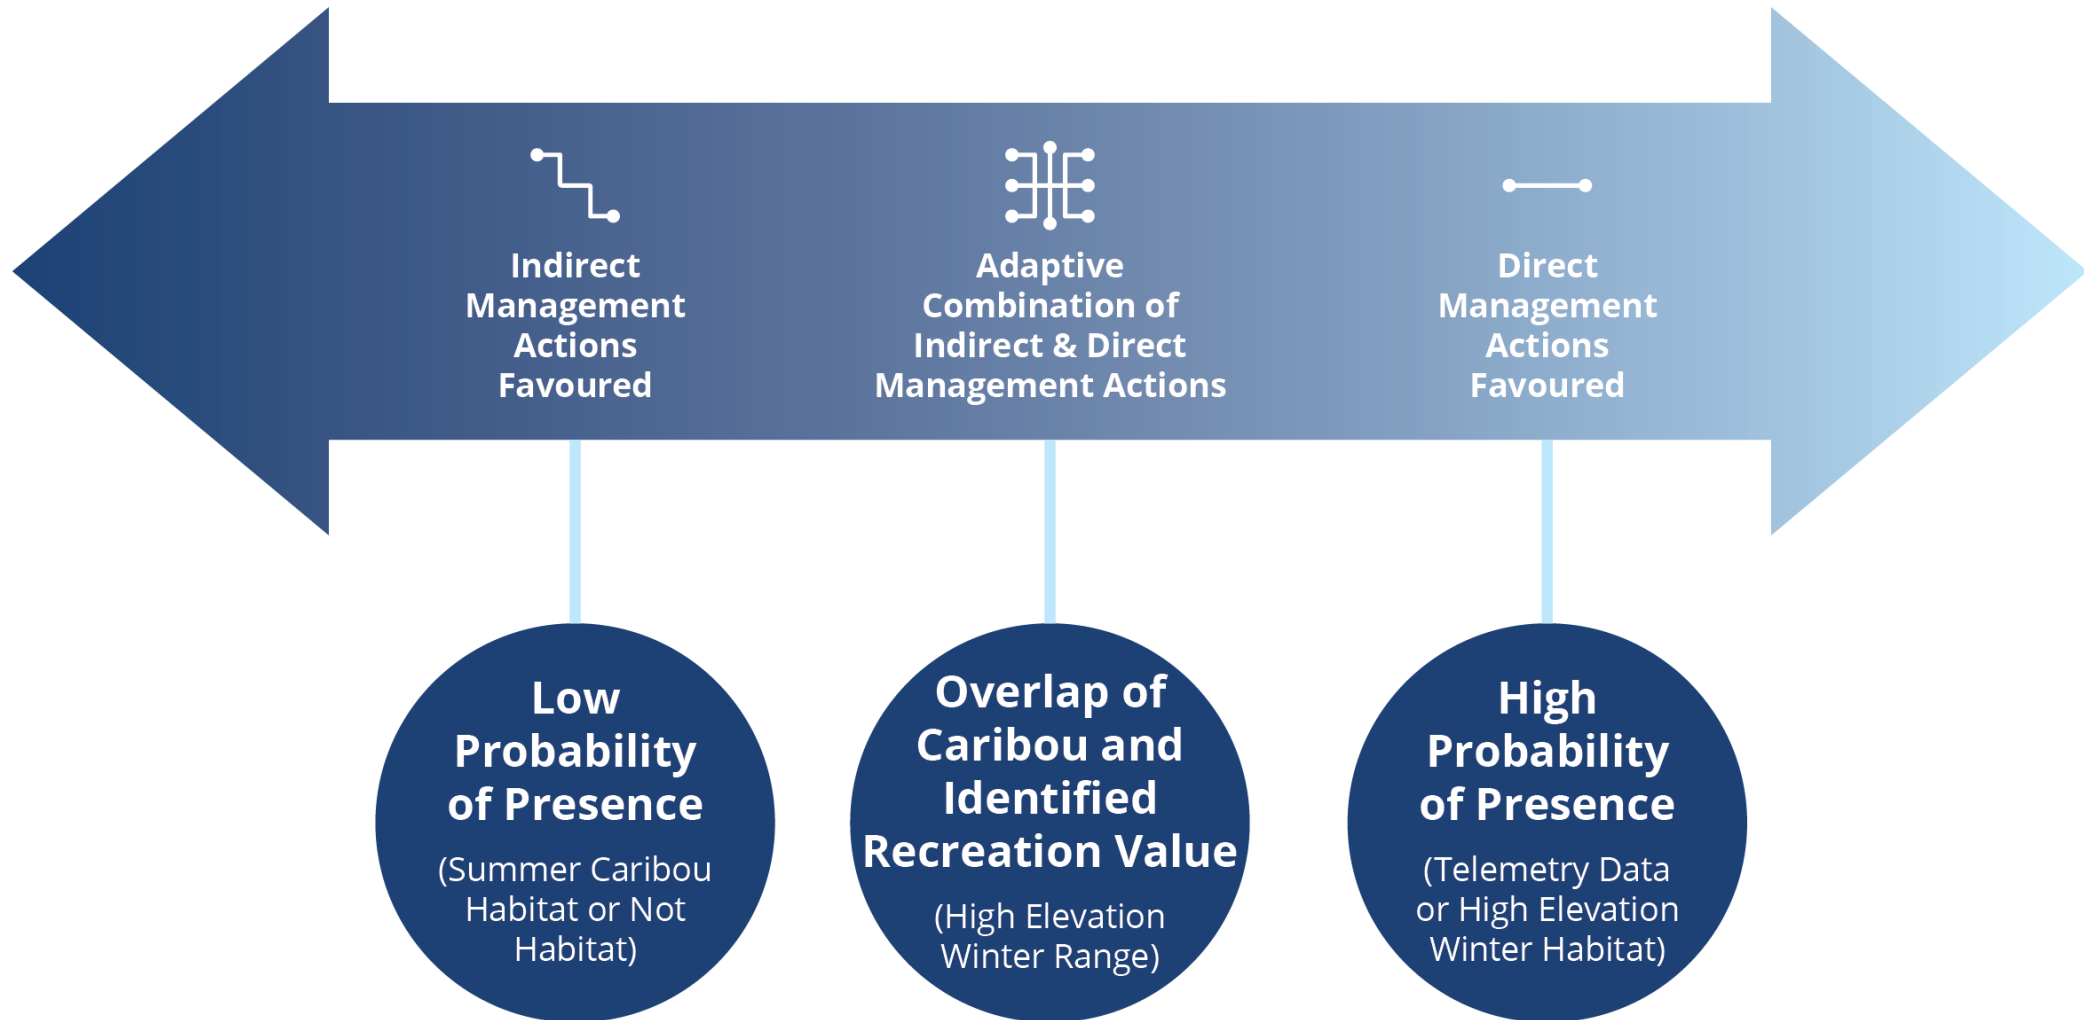 Indirect
Management
Actions
Favoured
Adaptive
Combination of
Indirect & Direct
Management Actions
Direct
Management
Actions
Favoured
Low
Probability
of Presence
(Summer Caribou
Habitat or Not
Habitat)
Overlap of
Caribou and
Identified
Recreation Value
(High Elevation
Winter Range)
High
Probability
of Presence
(Telemetry Data
or High Elevation
Winter Habitat)